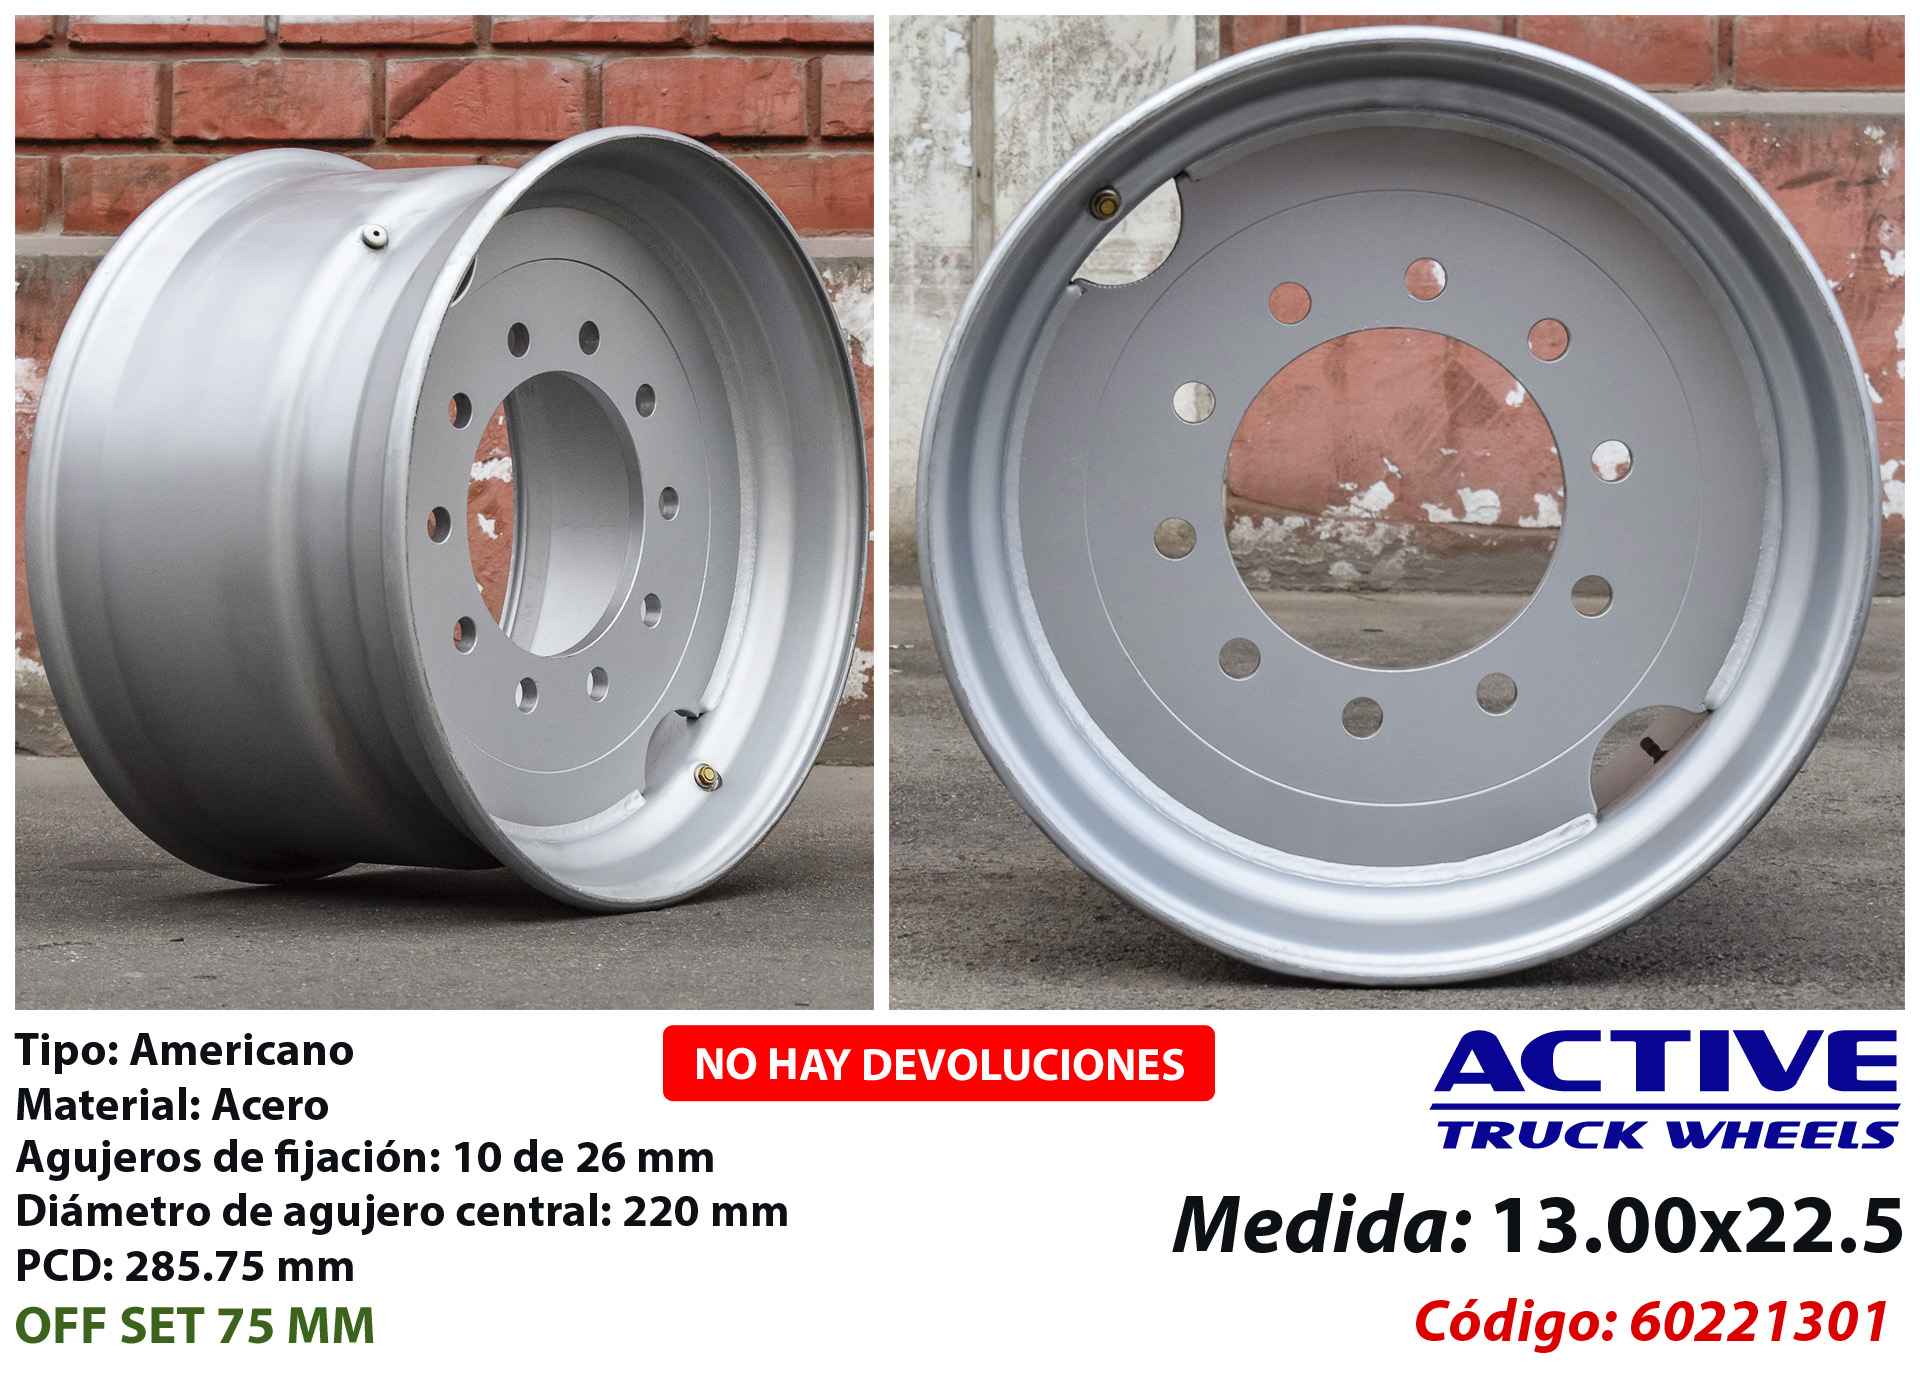 Tipo: Americano
Material: Acero
Agujeros de fijación: 10 de 26 mm
Diámetro de agujero central: 220 mm
PCD: 285.75 mm
OFF SET 75 MM
NO HAY DEVOLUCIONES
ACTIVE
TRUCK WHEELS
Medida: 13.00x22.5
Código: 60221301